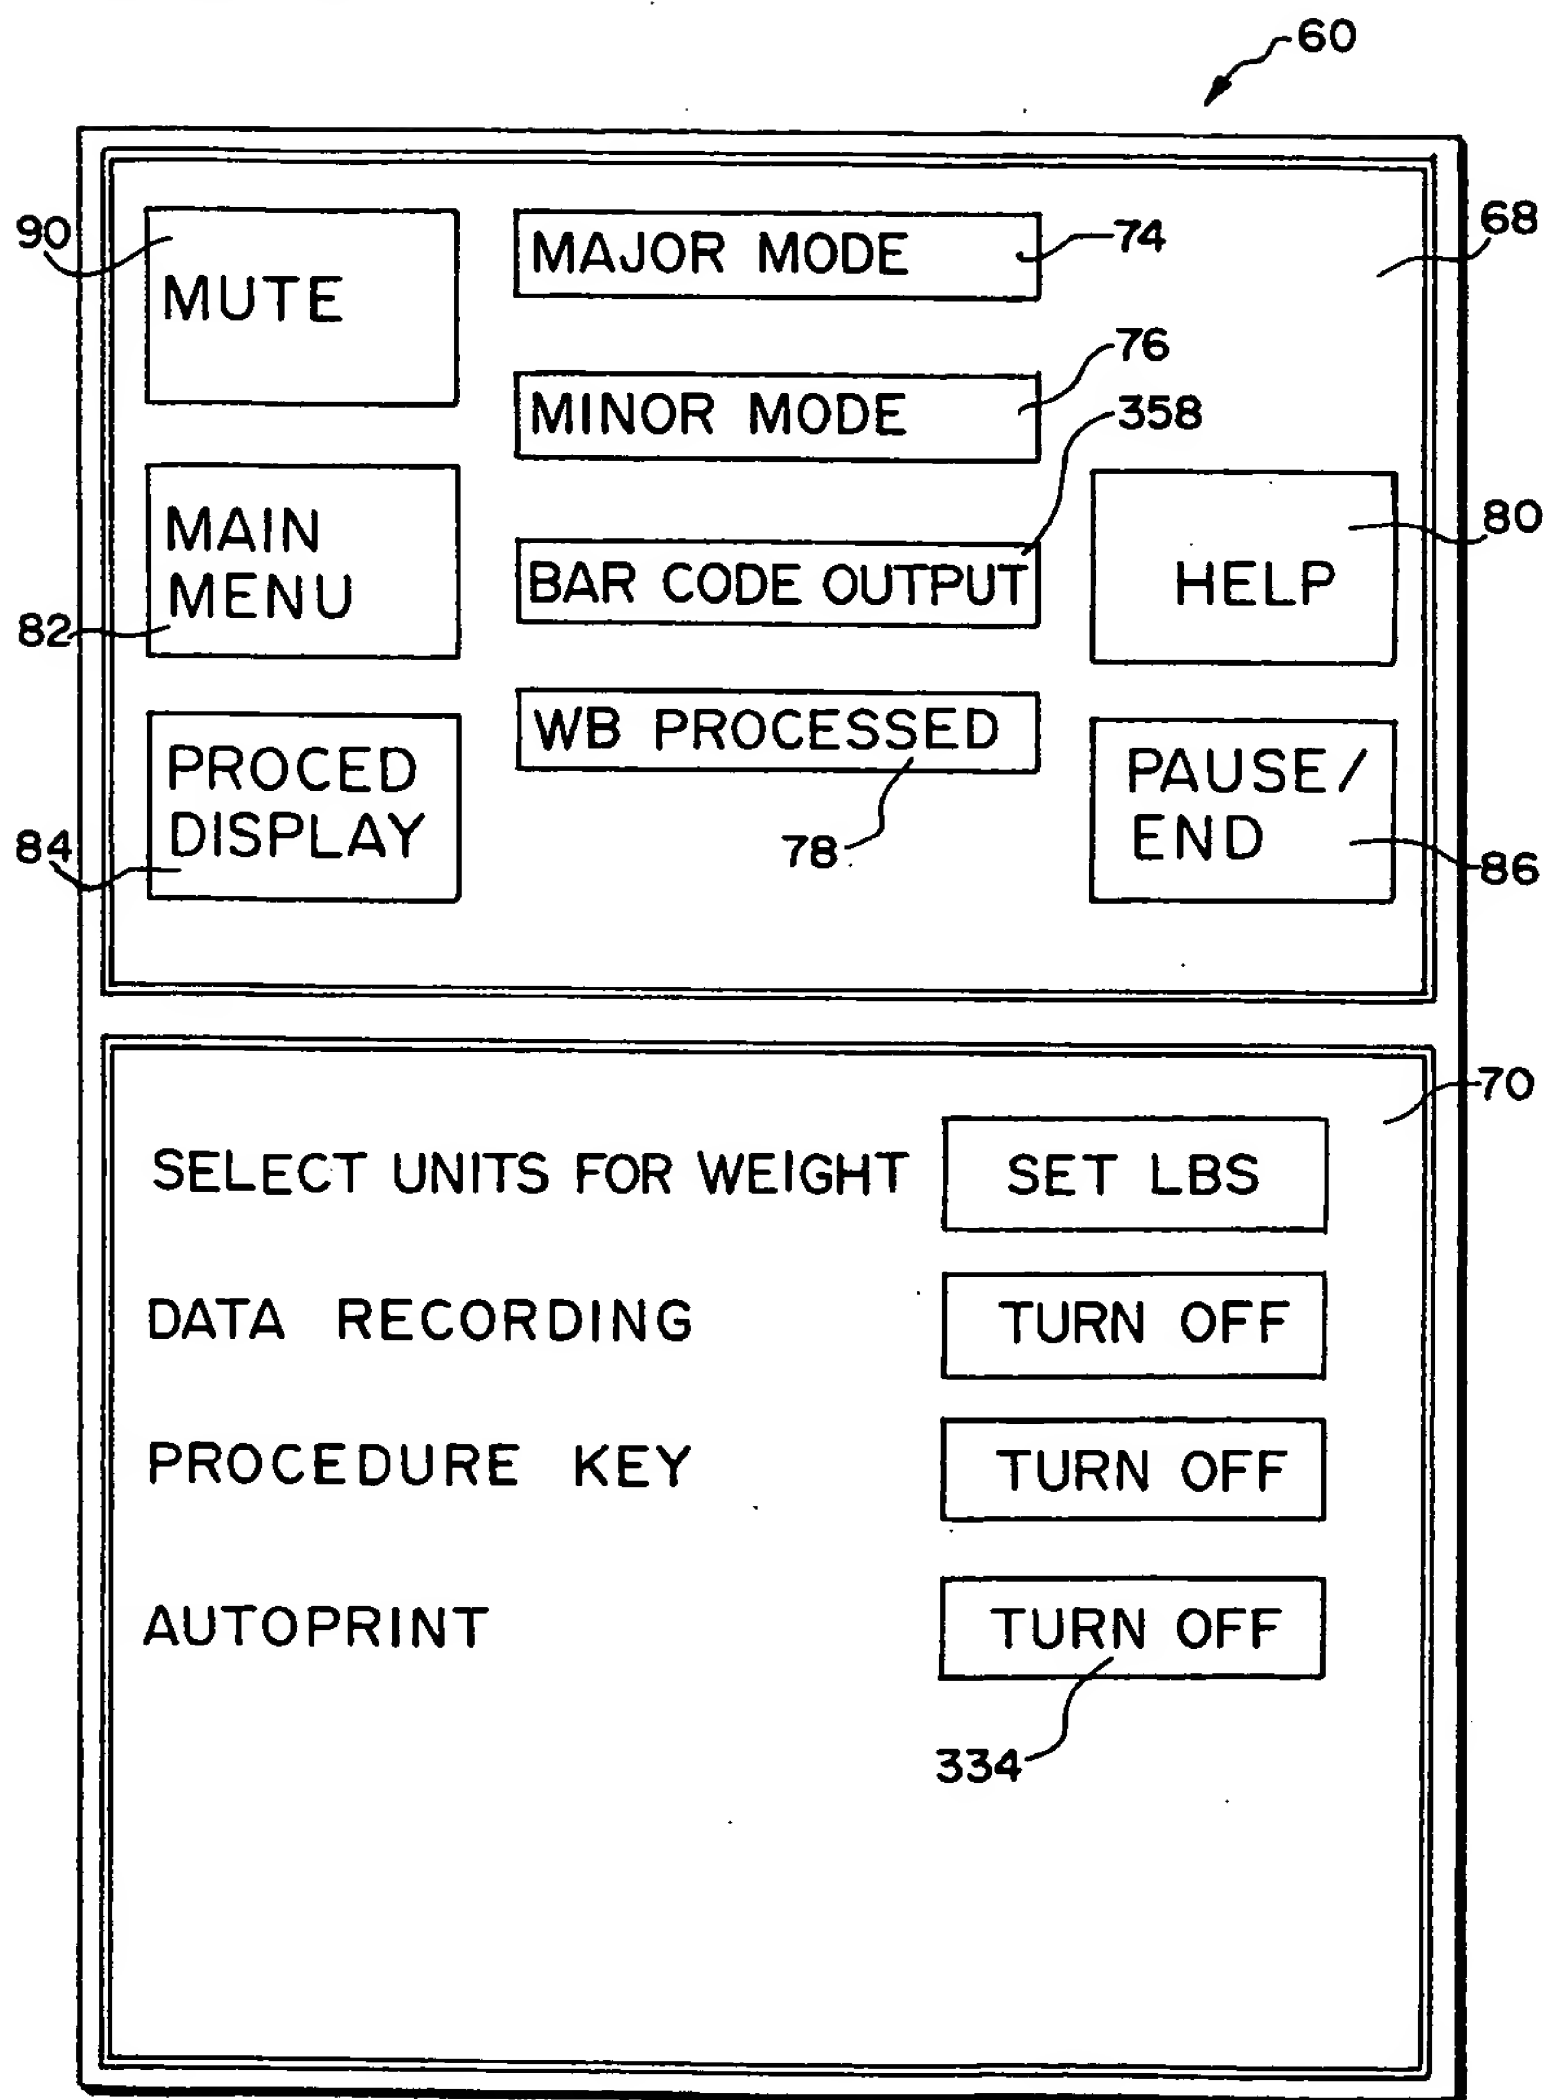 60
90
MUTE
MAJOR MODE
74
68
76
MINOR MODE
358
MAIN
MENU
82
BAR CODE OUTPUT
80
HELP
WB PROCESSED
78
PROCED
DISPLAY
84
PAUSE/
END
86
70
SELECT UNITS FOR WEIGHT SET LBS
DATA RECORDING TURN OFF
PROCEDURE KEY TURN OFF
AUTOPRINT TURN OFF
334